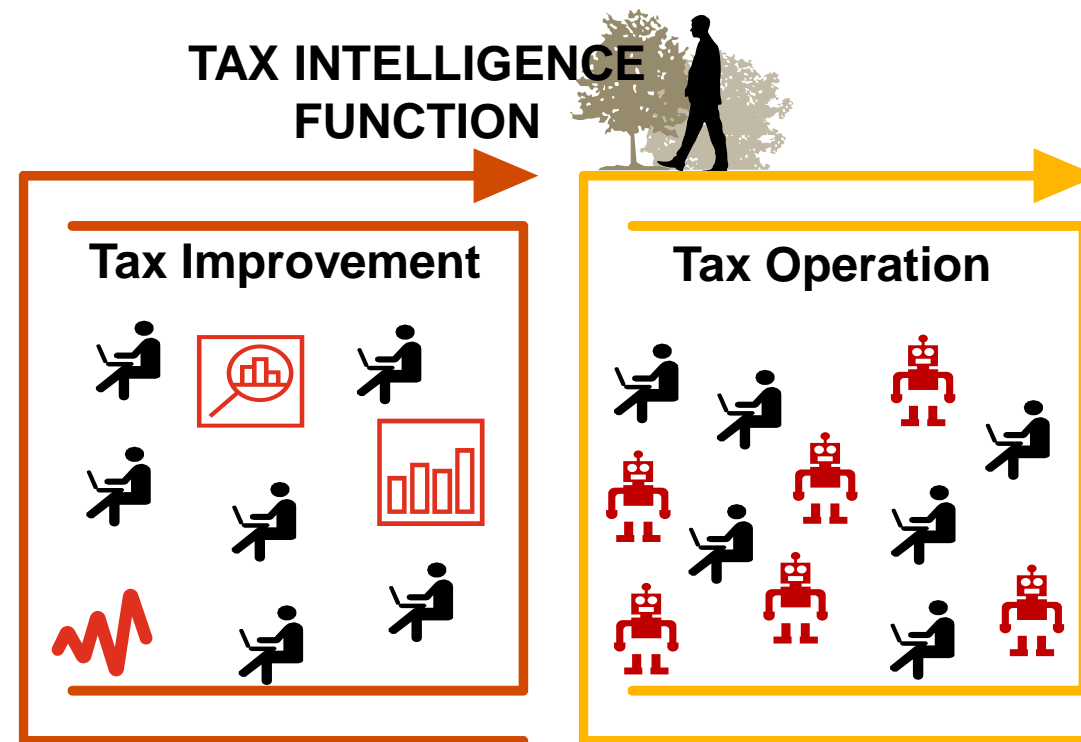 TAX INTELLIGENCE
FUNCTION
Tax Improvement
Tax Operation